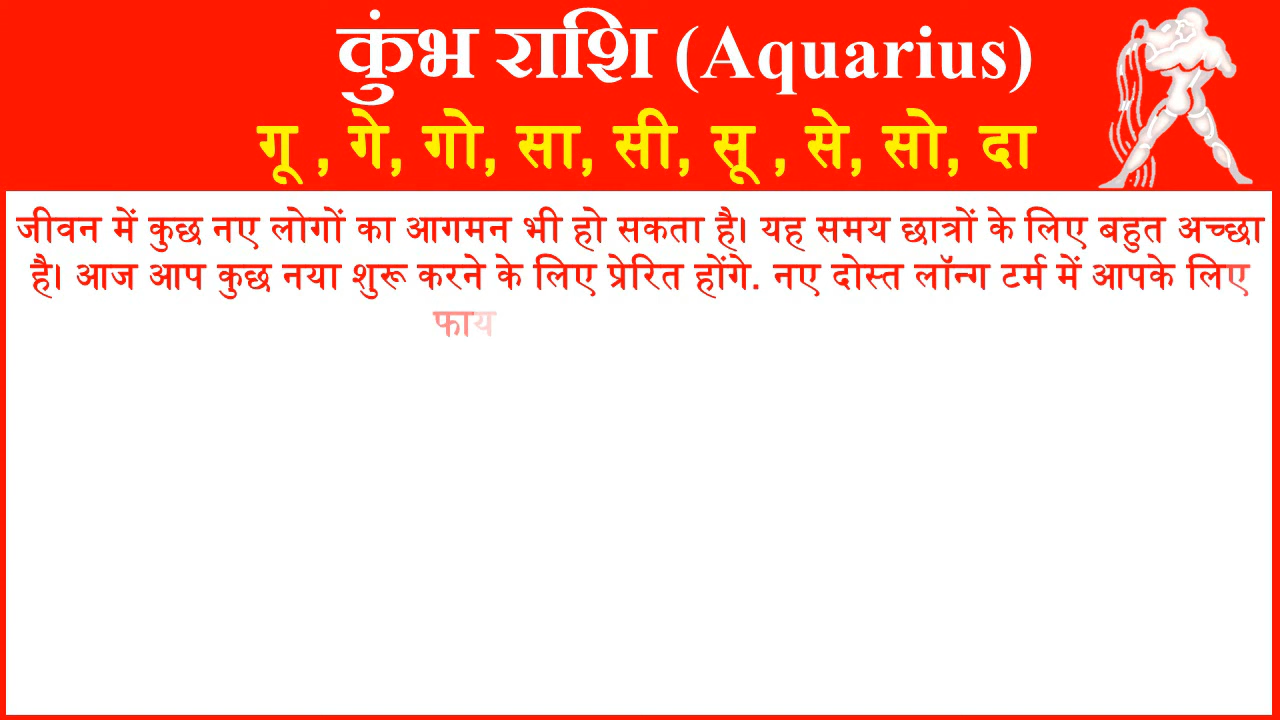 कुंभ राशि (Aquarius)
गू , गे, गो, सा, सी, सू , से, सो, दा
जीवन में कुछ नए लोगों का आगमन भी हो सकता है। यह समय छात्रों के लिए बहुत अच्छा
है। आज आप कुछ नया शुरू करने के लिए प्रेरित होंगे. नए दोस्त लॉन्ग टर्म में आपके लिए
फाय